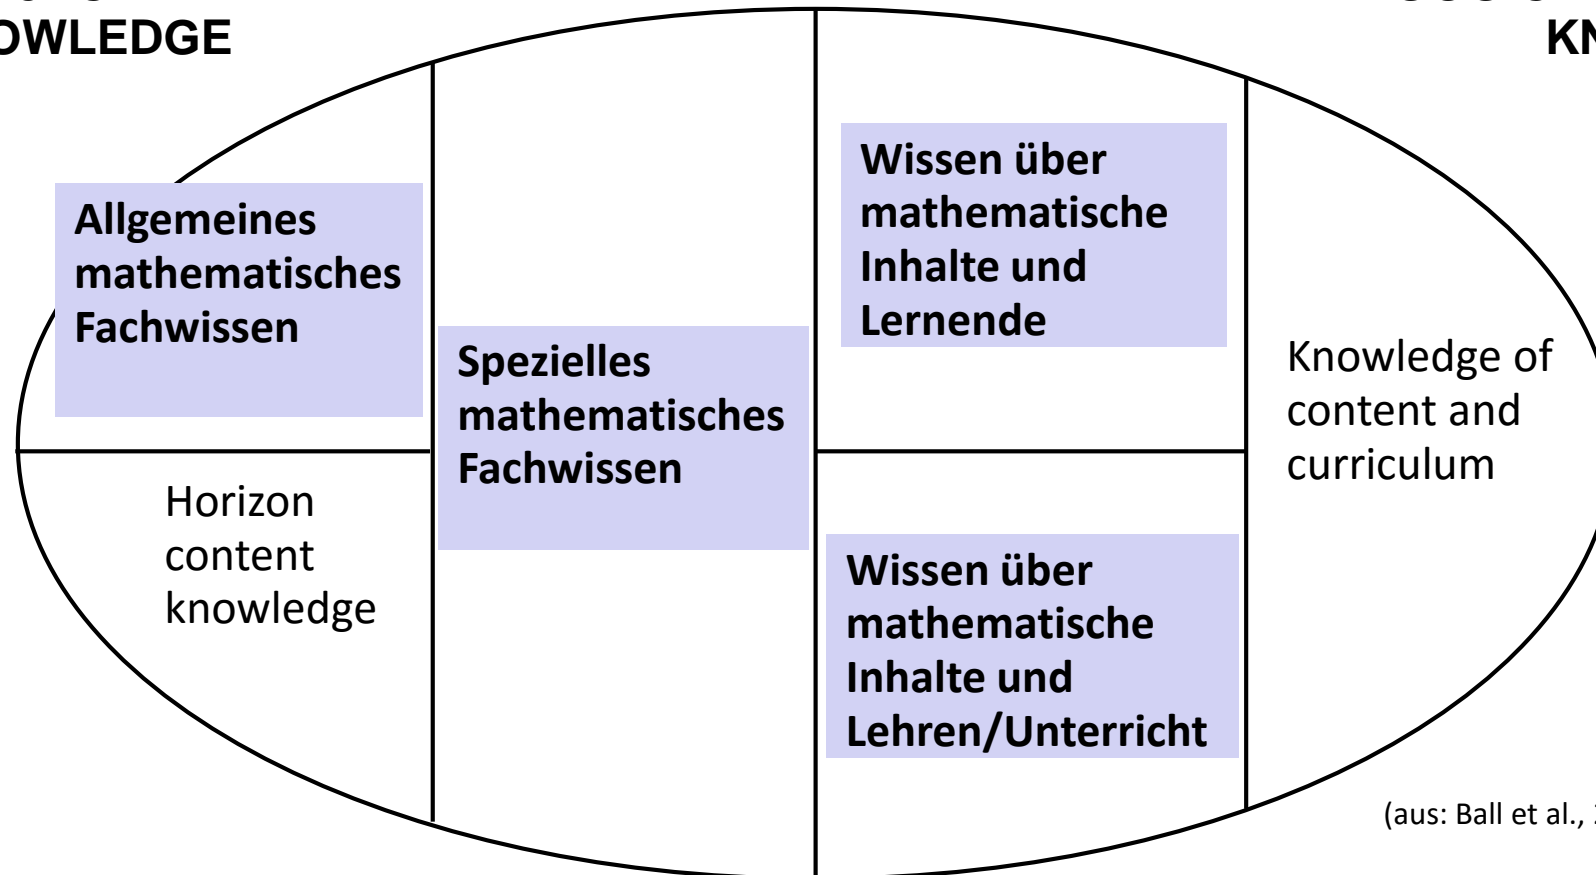 OWLEDGE
KN
Allgemeines
mathematisches
Fachwissen
Spezielles
mathematisches
Fachwissen
Wissen über
mathematische
Inhalte und
Lernende
Knowledge of
content and
curriculum
Horizon
content
knowledge
Wissen über
mathematische
Inhalte und
Lehren/Unterricht
(aus: Ball et al.,